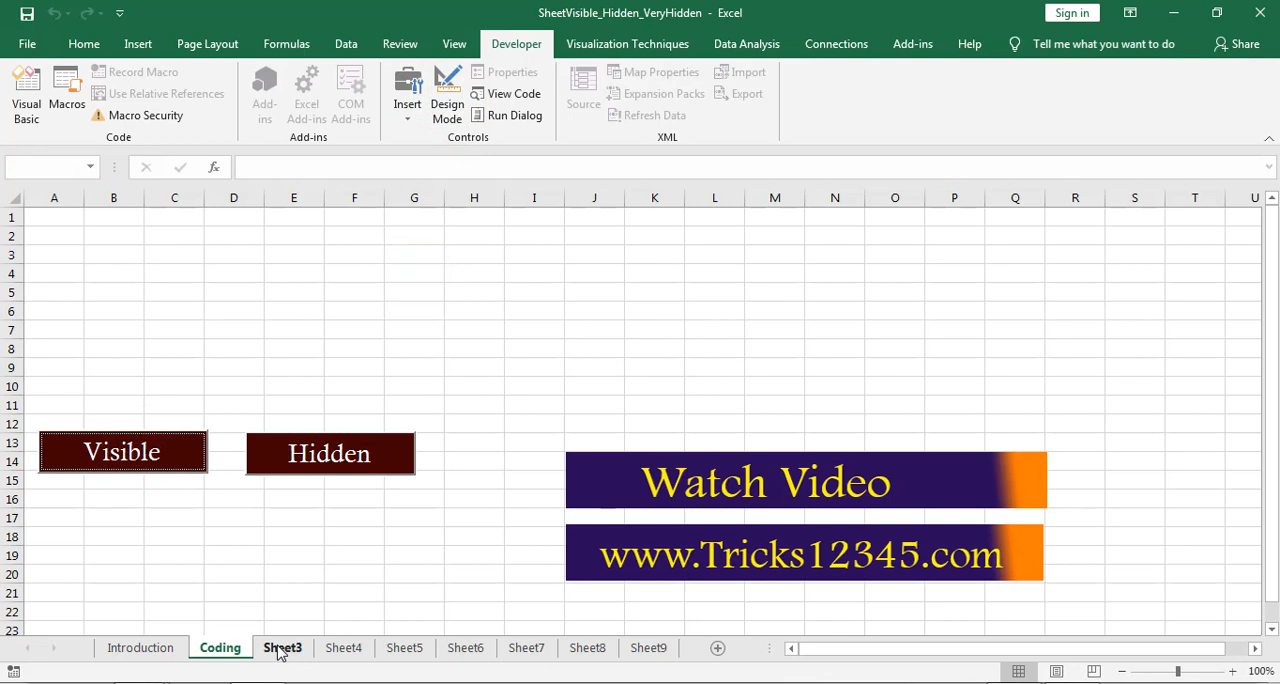 SheetVisible_Hidden_VeryHidden - Excel
Sign in
File Home Insert Page Layout Formulas Data Review View Developer Visualization Techniques Data Analysis Connections Add-ins Help Tell me what you want to do Share
Visual Basic
Macros
Record Macro
Use Relative References
Macro Security
Code
Add-ins
Excel Add-ins
COM Add-ins
Add-ins
Insert
Design Mode
Properties
View Code
Run Dialog
Controls
Source
Map Properties
Expansion Packs
Refresh Data
Import
Export
XML
fx
A B C D E F G H I J K L M N O P Q R S T U
1
2
3
4
5
6
7
8
9
10
11
12
13
14
15
16
17
18
19
20
21
22
23
Visible
Hidden
Watch Video
www.Tricks12345.com
Introduction Coding Sheet3 Sheet4 Sheet5 Sheet6 Sheet7 Sheet8 Sheet9
100%